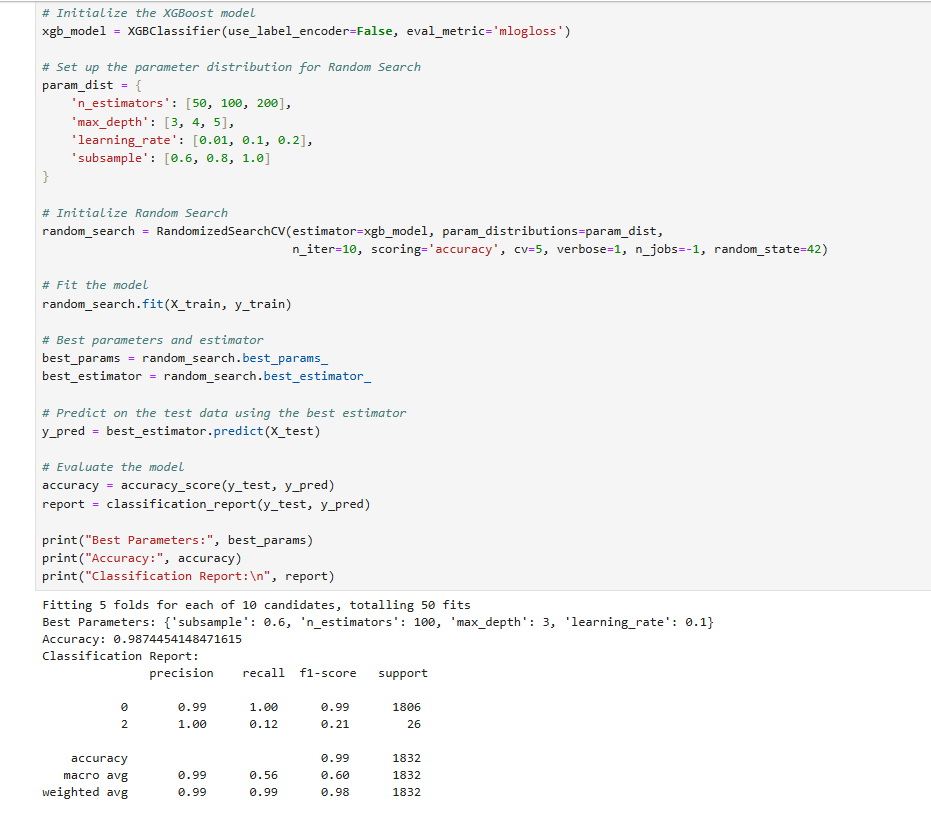 # Initialize the XGBoost model
xgb_model = XGBClassifier(use_label_encoder=False, eval_metric='mlogloss')
# Set up the parameter distribution for Random Search
param_dist = {
    'n_estimators': [50, 100, 200],
    'max_depth': [3, 4, 5],
    'learning_rate': [0.01, 0.1, 0.2],
    'subsample': [0.6, 0.8, 1.0]
}
# Initialize Random Search
random_search = RandomizedSearchCV(estimator=xgb_model, param_distributions=param_dist,
                                   n_iter=10, scoring='accuracy', cv=5, verbose=1, n_jobs=-1, random_state=42)
# Fit the model
random_search.fit(X_train, y_train)
# Best parameters and estimator
best_params = random_search.best_params_
best_estimator = random_search.best_estimator_
# Predict on the test data using the best estimator
y_pred = best_estimator.predict(X_test)
# Evaluate the model
accuracy = accuracy_score(y_test, y_pred)
report = classification_report(y_test, y_pred)
print("Best Parameters:", best_params)
print("Accuracy:", accuracy)
print("Classification Report:\n", report)
Fitting 5 folds for each of 10 candidates, totalling 50 fits
Best Parameters: {'subsample': 0.6, 'n_estimators': 100, 'max_depth': 3, 'learning_rate': 0.1}
Accuracy: 0.9874454148471615
Classification Report:
               precision    recall  f1-score   support
           0       0.99      1.00      0.99      1806
           2       1.00      0.12      0.21        26
    accuracy                           0.99      1832
   macro avg       0.99      0.56      0.60      1832
weighted avg       0.99      0.99      0.98      1832